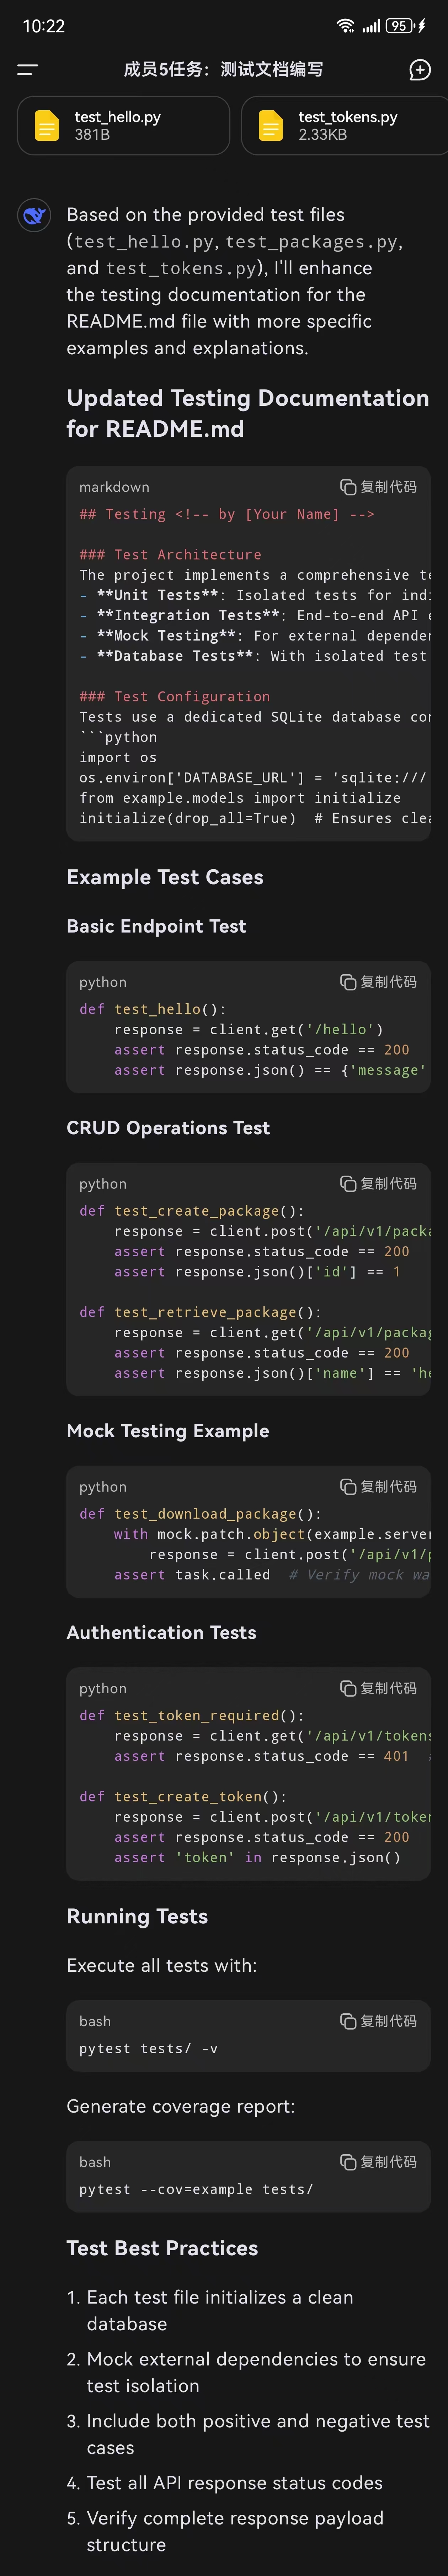 10:22
95
成员5任务：测试文档编写
test_hello.py
381B
test_tokens.py
2.33KB
Based on the provided test files
(test_hello.py, test_packages.py,
and test_tokens.py), I'll enhance
the testing documentation for the
README.md file with more specific
examples and explanations.
Updated Testing Documentation
for README.md
markdown
复制代码
## Testing <!-- by [Your Name] -->
### Test Architecture
The project implements a comprehensive te
- **Unit Tests**: Isolated tests for indi
- **Integration Tests**: End-to-end API e
- **Mock Testing**: For external depender
- **Database Tests**: With isolated test
### Test Configuration
Tests use a dedicated SQLite database con
```python
import os
os.environ['DATABASE_URL'] = 'sqlite:///
from example.models import initialize
initialize(drop_all=True)  # Ensures clea
Example Test Cases
Basic Endpoint Test
python
复制代码
def test_hello():
    response = client.get('/hello')
    assert response.status_code == 200
    assert response.json() == {'message'
CRUD Operations Test
python
复制代码
def test_create_package():
    response = client.post('/api/v1/packa
    assert response.status_code == 200
    assert response.json()['id'] == 1
def test_retrieve_package():
    response = client.get('/api/v1/packag
    assert response.status_code == 200
    assert response.json()['name'] == 'he
Mock Testing Example
python
复制代码
def test_download_package():
    with mock.patch.object(example.server
        response = client.post('/api/v1/p
    assert task.called  # Verify mock wa
Authentication Tests
python
复制代码
def test_token_required():
    response = client.get('/api/v1/tokens
    assert response.status_code == 401  #
def test_create_token():
    response = client.post('/api/v1/token
    assert response.status_code == 200
    assert 'token' in response.json()
Running Tests
Execute all tests with:
bash
复制代码
pytest tests/ -v
Generate coverage report:
bash
复制代码
pytest --cov=example tests/
Test Best Practices
1. Each test file initializes a clean
database
2. Mock external dependencies to ensure
test isolation
3. Include both positive and negative test
cases
4. Test all API response status codes
5. Verify complete response payload
structure